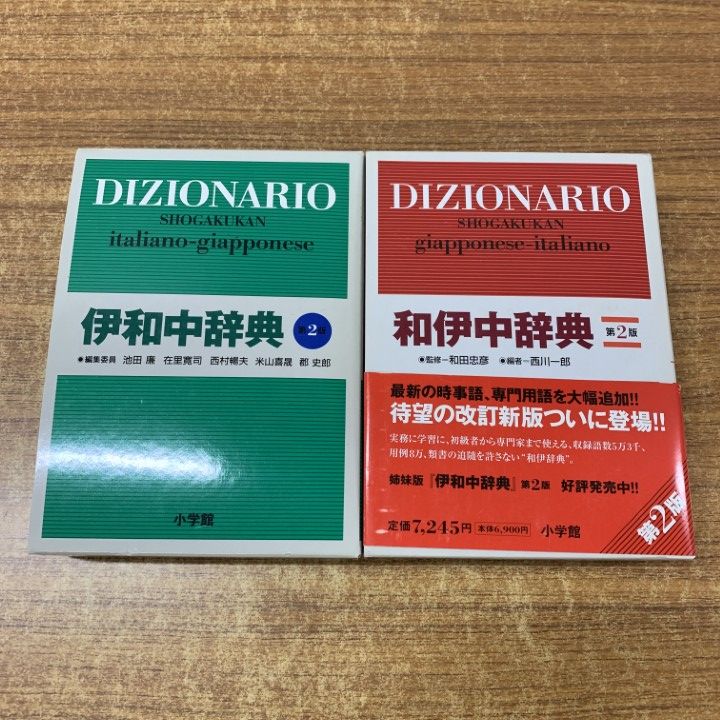 DIZIONARIO
SHOGAKUKAN
italiano-giapponese
伊和中辞典 第2版
●編集委員 池田 廉 在里寛司 西村暢夫 米山喜晟 郡 史郎
小学館
DIZIONARIO
SHOGAKUKAN
giapponese-italiano
和伊中辞典 第2版
●監修─和田忠彦 ●編者─西川一郎
最新の時事語、専門用語を大幅追加!!
待望の改訂新版ついに登場!!
実務に学習に、初級者から専門家まで使える、収録語数5万3千、
用例8万、類書の追随を許さない“和伊辞典”。
姉妹版『伊和中辞典』第2版 好評発売中!!
定価7,245円 本体6,900円 小学館
第2版